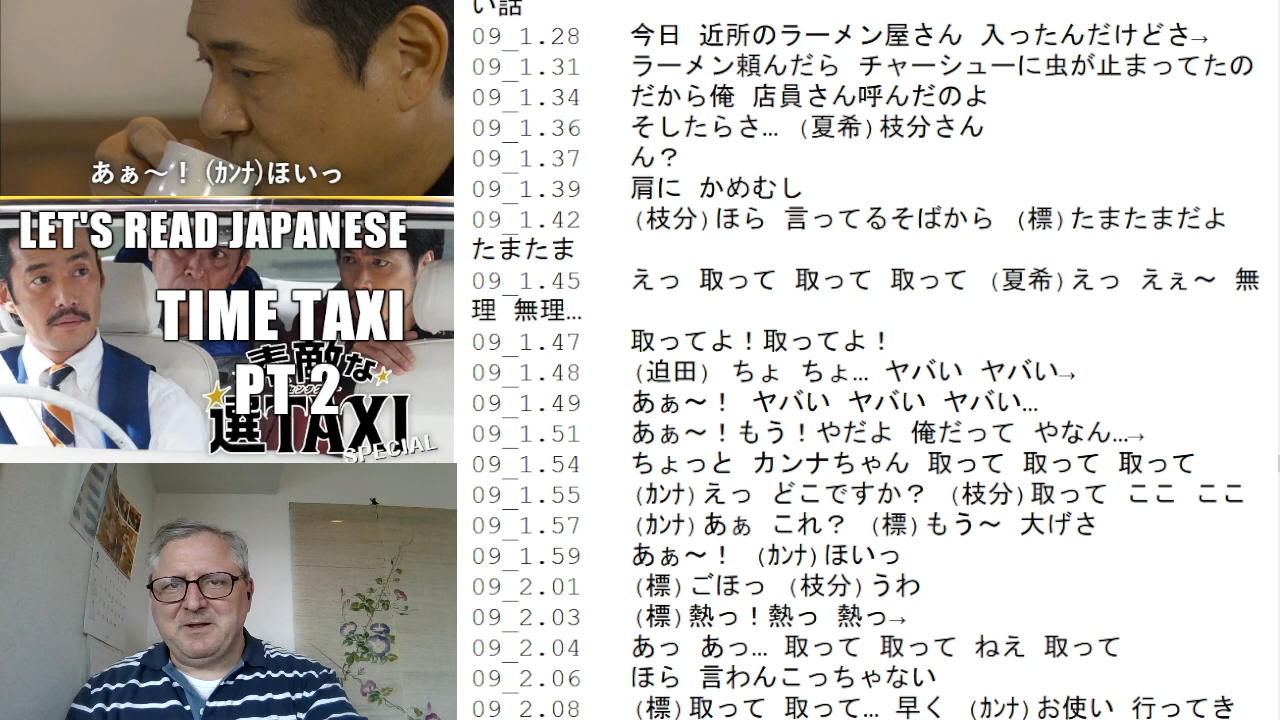 あぁ～！ (ｶﾝﾅ)ほいっ
LET'S READ JAPANESE
TIME TAXI
PT 2
素敵な
選TAXI
SPECIAL
い話
09_1.28 今日 近所のラーメン屋さん 入ったんだけどさ→
09_1.31 ラーメン頼んだら チャーシューに虫が止まってたの
09_1.34 だから俺 店員さん呼んだのよ
09_1.36 そしたらさ… (夏希)枝分さん
09_1.37 ん？
09_1.39 肩に かめむし
09_1.42 (枝分)ほら 言ってるそばから (標)たまたまだよ
たまたま
09_1.45 えっ 取って 取って 取って (夏希)えっ えぇ～ 無
理 無理…
09_1.47 取ってよ！取ってよ！
09_1.48 (迫田) ちょ ちょ… ヤバい ヤバい→
09_1.49 あぁ～！ ヤバい ヤバい ヤバい…
09_1.51 あぁ～！もう！やだよ 俺だって やなん…→
09_1.54 ちょっと カンナちゃん 取って 取って 取って
09_1.55 (ｶﾝﾅ)えっ どこですか？ (枝分)取って ここ ここ
09_1.57 (ｶﾝﾅ)あぁ これ？ (標)もう～ 大げさ
09_1.59 あぁ～！ (ｶﾝﾅ)ほいっ
09_2.01 (標)ごほっ (枝分)うわ
09_2.03 (標)熱っ！熱っ 熱っ→
09_2.04 あっ あっ… 取って 取って ねえ 取って
09_2.06 ほら 言わんこっちゃない
09_2.08 (標)取って 取って… 早く (ｶﾝﾅ)お使い 行ってき